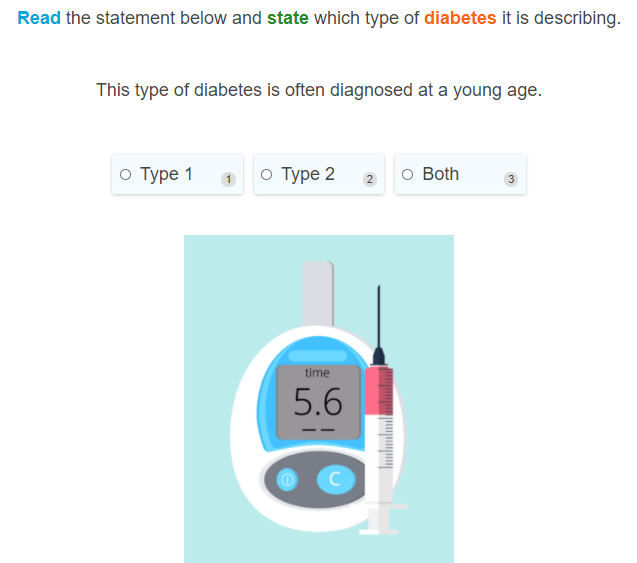 Read the statement below and state which type of diabetes it is describing.
This type of diabetes is often diagnosed at a young age.
Type 1 1 Type 2 2 Both 3
time
5.6
C